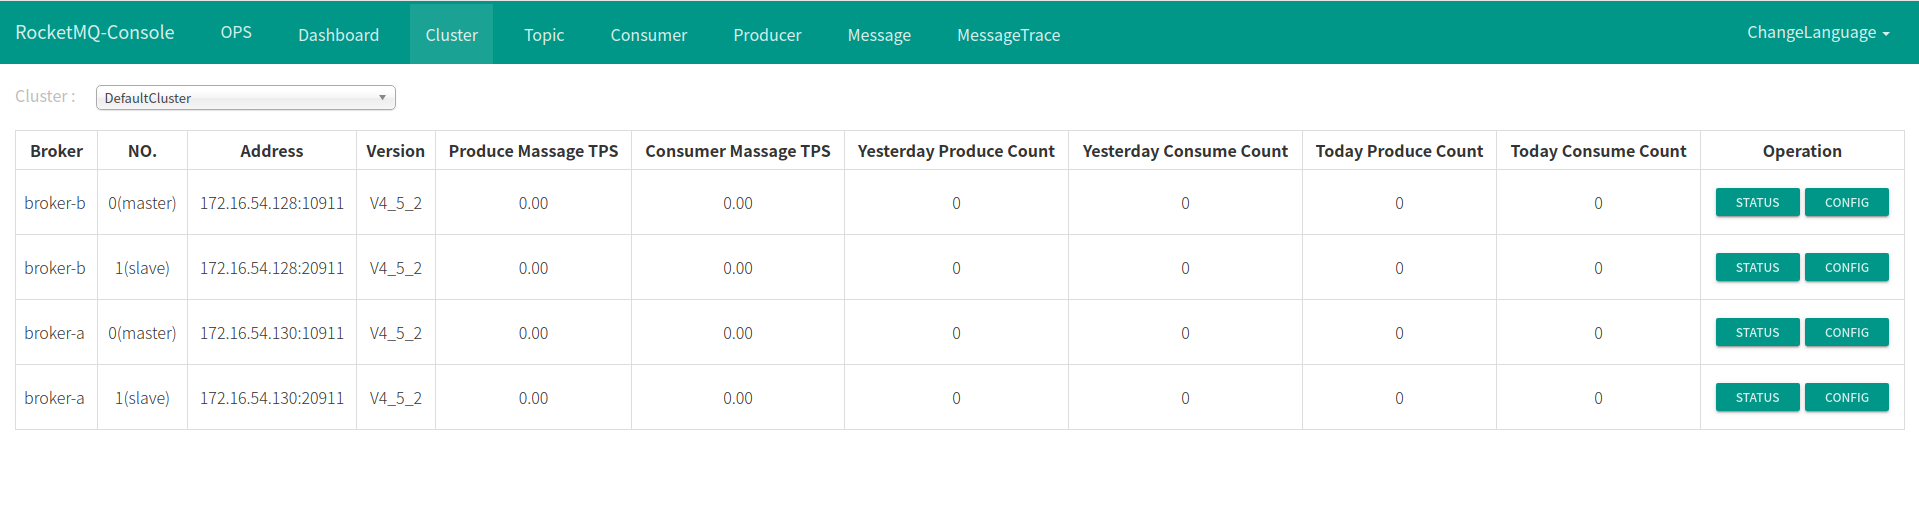 RocketMQ-Console OPS Dashboard Cluster Topic Consumer Producer Message MessageTrace ChangeLanguage
Cluster : DefaultCluster
Broker NO. Address Version Produce Massage TPS Consumer Massage TPS Yesterday Produce Count Yesterday Consume Count Today Produce Count Today Consume Count Operation
broker-b 0(master) 172.16.54.128:10911 V4_5_2 0.00 0.00 0 0 0 0 STATUS CONFIG
broker-b 1(slave) 172.16.54.128:20911 V4_5_2 0.00 0.00 0 0 0 0 STATUS CONFIG
broker-a 0(master) 172.16.54.130:10911 V4_5_2 0.00 0.00 0 0 0 0 STATUS CONFIG
broker-a 1(slave) 172.16.54.130:20911 V4_5_2 0.00 0.00 0 0 0 0 STATUS CONFIG